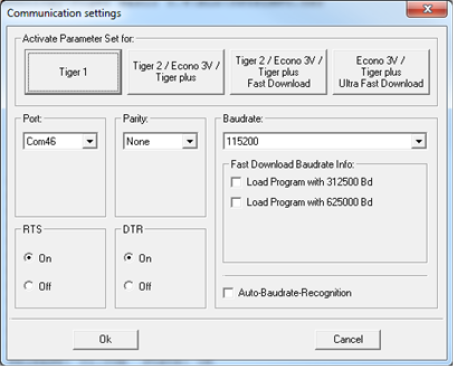 Communication settings
Activate Parameter Set for:
Tiger 1
Tiger 2 / Econo 3V /
Tiger plus
Tiger 2 / Econo 3V /
Tiger plus
Fast Download
Econo 3V /
Tiger plus
Ultra Fast Download
Port:
Com46
Parity:
None
Baudrate:
115200
Fast Download Baudrate Info:
Load Program with 312500 Bd
Load Program with 625000 Bd
RTS
On
Off
DTR
On
Off
Auto-Baudrate-Recognition
Ok
Cancel